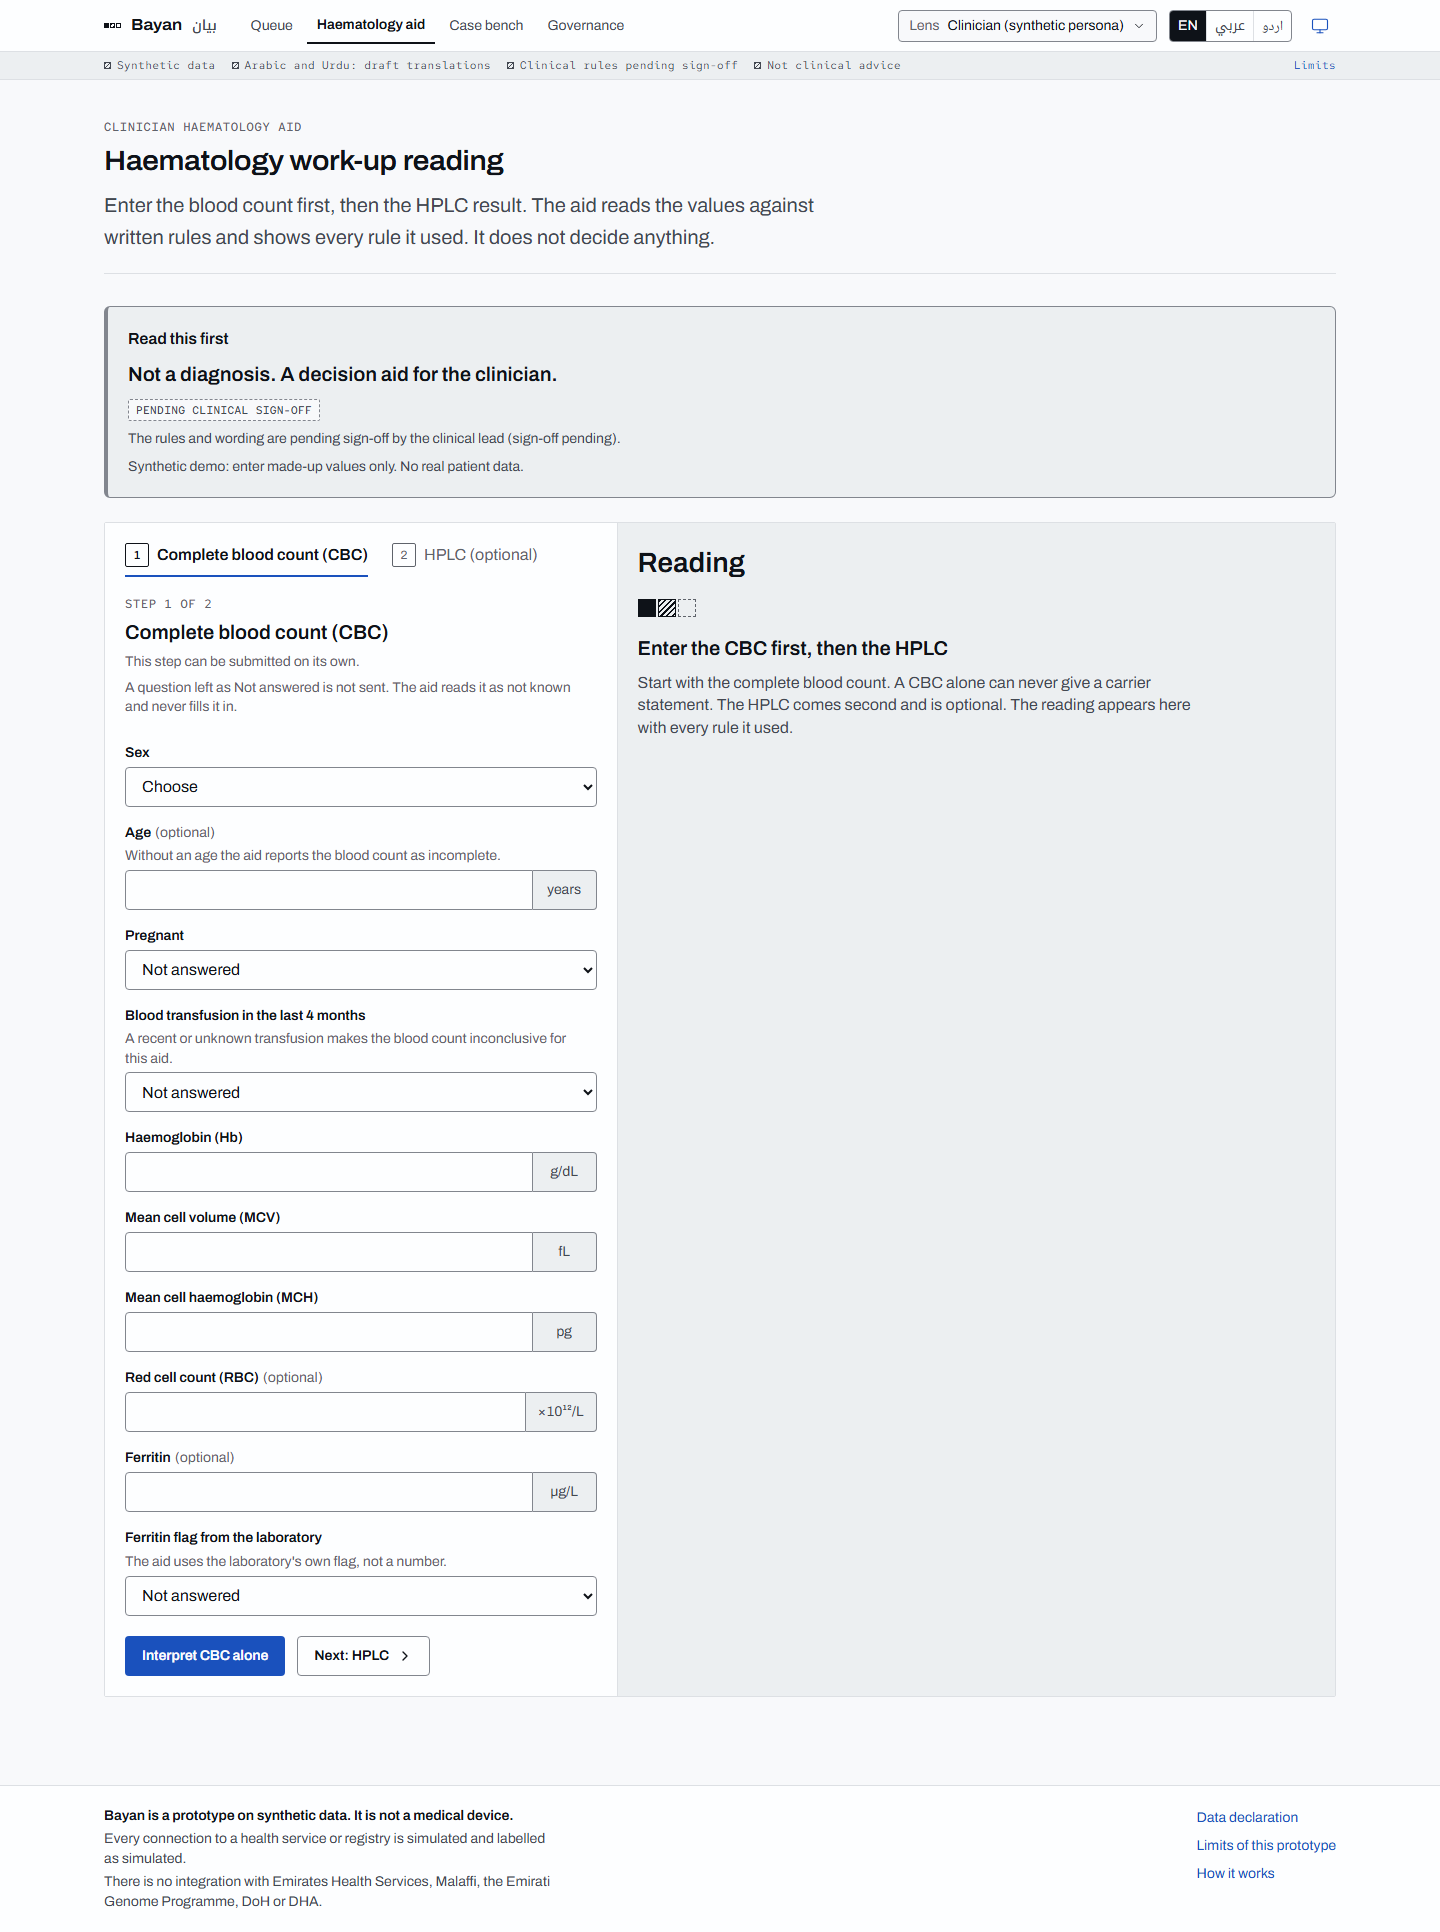 Bayan بيان Queue Haematology aid Case bench Governance Lens Clinician (synthetic persona) EN عربي اردو
Synthetic data Arabic and Urdu: draft translations Clinical rules pending sign-off Not clinical advice Limits
CLINICIAN HAEMATOLOGY AID
Haematology work-up reading
Enter the blood count first, then the HPLC result. The aid reads the values against
written rules and shows every rule it used. It does not decide anything.
Read this first
Not a diagnosis. A decision aid for the clinician.
PENDING CLINICAL SIGN-OFF
The rules and wording are pending sign-off by the clinical lead (sign-off pending).
Synthetic demo: enter made-up values only. No real patient data.
1 Complete blood count (CBC) 2 HPLC (optional)
STEP 1 OF 2
Complete blood count (CBC)
This step can be submitted on its own.
A question left as Not answered is not sent. The aid reads it as not known
and never fills it in.
Sex
Choose
Age (optional)
Without an age the aid reports the blood count as incomplete.
years
Pregnant
Not answered
Blood transfusion in the last 4 months
A recent or unknown transfusion makes the blood count inconclusive for
this aid.
Not answered
Haemoglobin (Hb)
g/dL
Mean cell volume (MCV)
fL
Mean cell haemoglobin (MCH)
pg
Red cell count (RBC) (optional)
×10¹²/L
Ferritin (optional)
µg/L
Ferritin flag from the laboratory
The aid uses the laboratory's own flag, not a number.
Not answered
Interpret CBC alone Next: HPLC
Reading
Enter the CBC first, then the HPLC
Start with the complete blood count. A CBC alone can never give a carrier
statement. The HPLC comes second and is optional. The reading appears here
with every rule it used.
Bayan is a prototype on synthetic data. It is not a medical device.
Every connection to a health service or registry is simulated and labelled
as simulated.
There is no integration with Emirates Health Services, Malaffi, the Emirati
Genome Programme, DoH or DHA.
Data declaration
Limits of this prototype
How it works